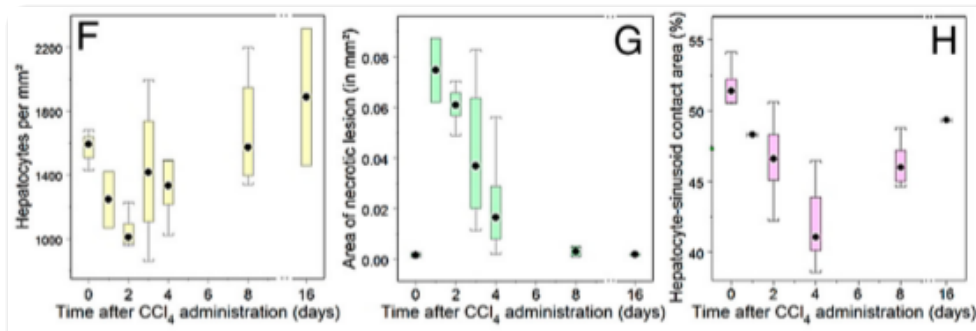 F
Hepatocytes per mm²
2200
1800
1400
1000
0 2 4 6 8 16
Time after CCl₄ administration (days)
G
Area of necrotic lesion (in mm²)
0.08
0.06
0.04
0.02
0.00
0 2 4 6 8 16
Time after CCl₄ administration (days)
H
Hepatocyte-sinusoid contact area (%)
55
50
45
40
0 2 4 6 8 16
Time after CCl₄ administration (days)